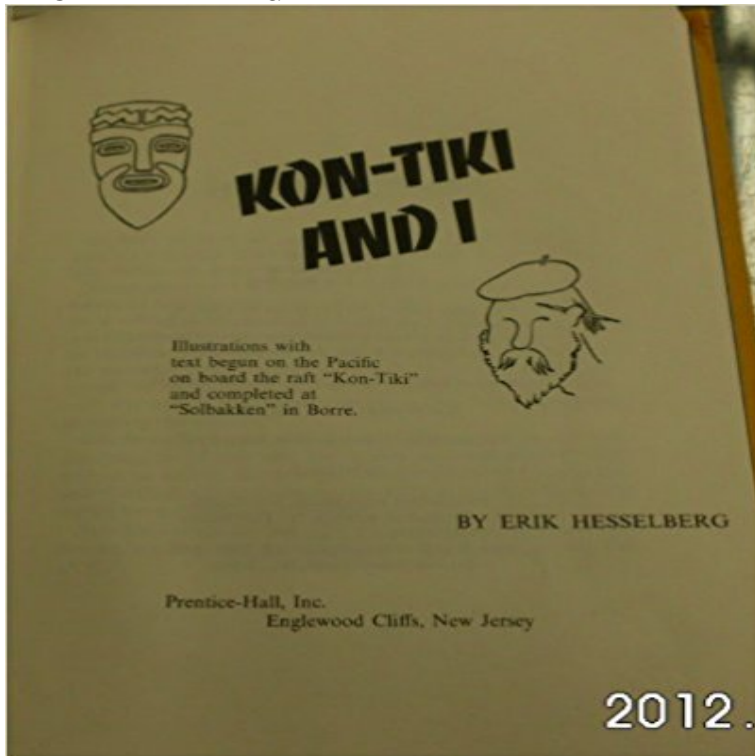 KON-TIKI
AND I
Illustrations with
text begun on the Pacific
on board the raft “Kon-Tiki”
and completed at
“Solbakken” in Borre.
BY ERIK HESSELBERG
Prentice-Hall, Inc.
Englewood Cliffs, New Jersey
2012.